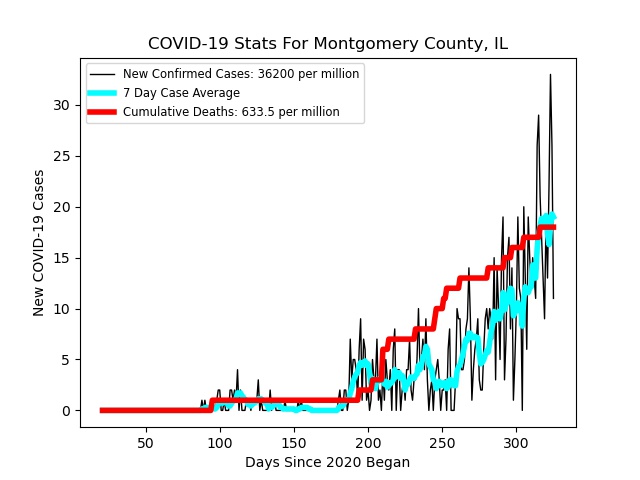 COVID-19 Stats For Montgomery County, IL
New Confirmed Cases: 36200 per million
7 Day Case Average
Cumulative Deaths: 633.5 per million
New COVID-19 Cases
30
25
20
15
10
5
0
50 100 150 200 250 300
Days Since 2020 Began